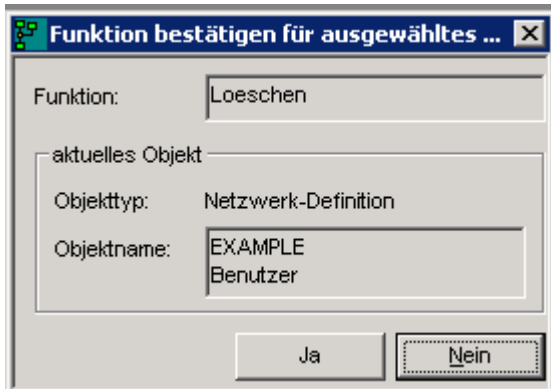 Funktion bestätigen für ausgewähltes ...
Funktion: Loeschen
aktuelles Objekt
Objekttyp: Netzwerk-Definition
Objektname: EXAMPLE
Benutzer
Ja Nein